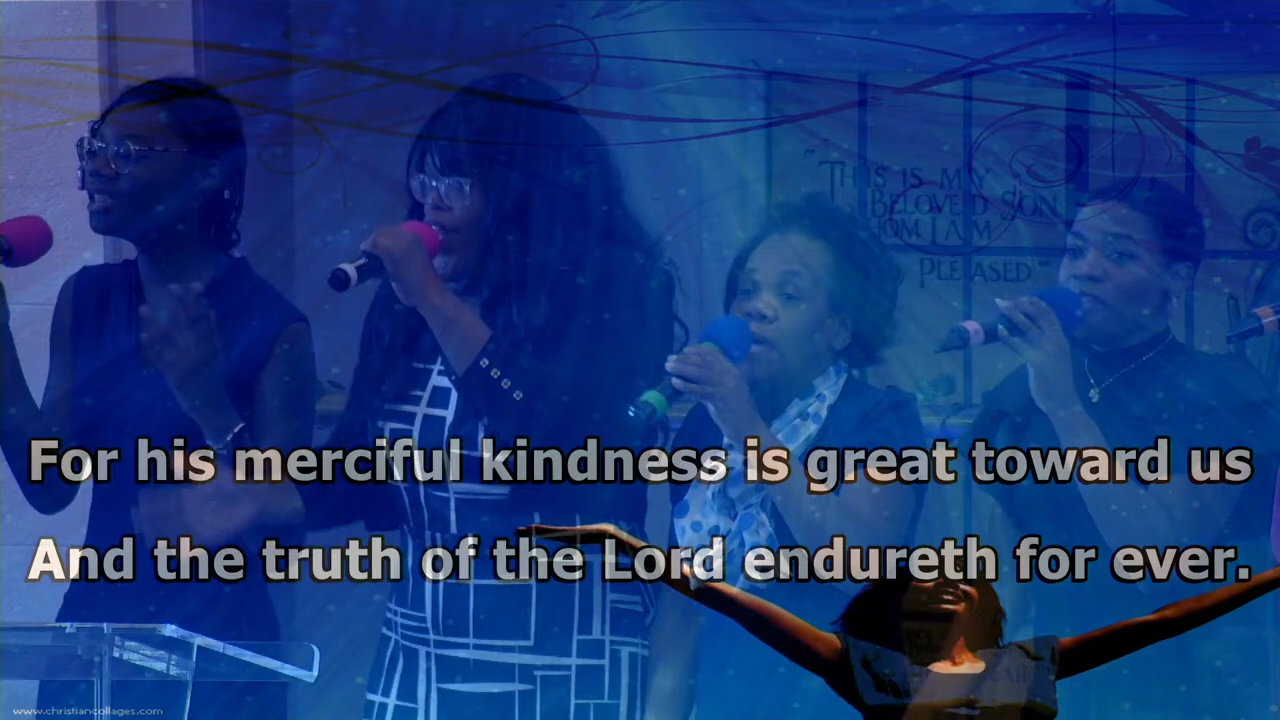 "THIS IS MY
BELOVED SON
WHOM I AM
PLEASED"
For his merciful kindness is great toward us
And the truth of the Lord endureth for ever.
www.christiancollages.com